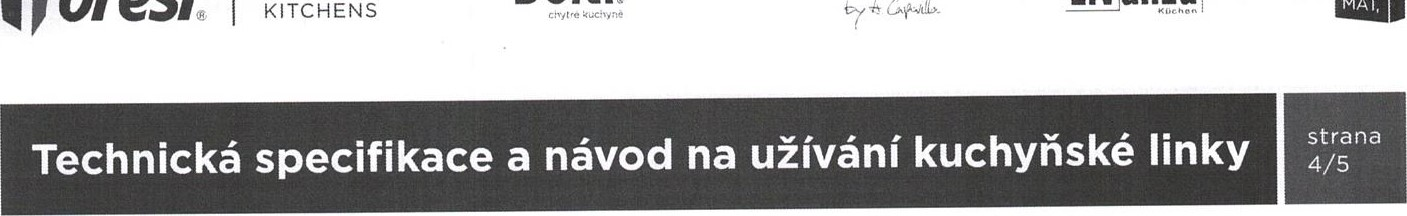 KITCHENS
chytré kuchyně
Küchen
MAT,
Technická specifikace a návod na užívání kuchyňské linky
strana
4/5